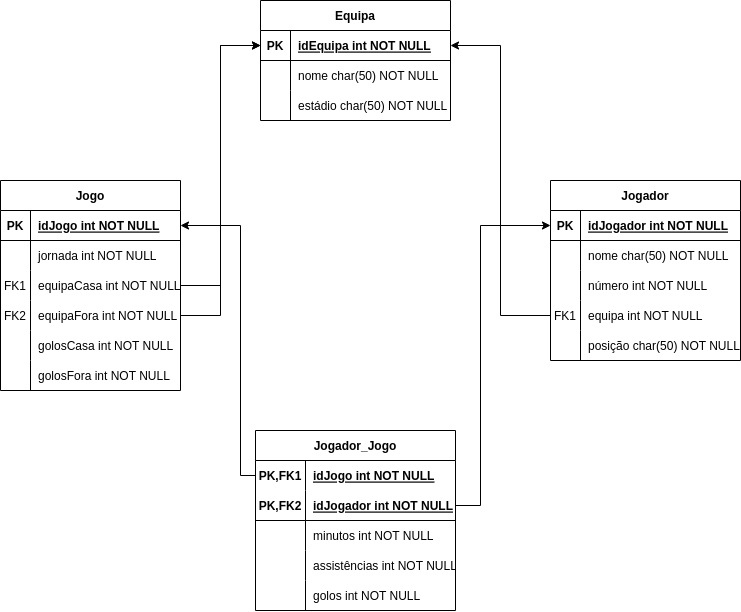 Equipa
PK idEquipa int NOT NULL
nome char(50) NOT NULL
estádio char(50) NOT NULL
Jogo
PK idJogo int NOT NULL
jornada int NOT NULL
FK1 equipaCasa int NOT NULL
FK2 equipaFora int NOT NULL
golosCasa int NOT NULL
golosFora int NOT NULL
Jogador
PK idJogador int NOT NULL
nome char(50) NOT NULL
número int NOT NULL
FK1 equipa int NOT NULL
posição char(50) NOT NULL
Jogador_Jogo
PK,FK1 idJogo int NOT NULL
PK,FK2 idJogador int NOT NULL
minutos int NOT NULL
assistências int NOT NULL
golos int NOT NULL